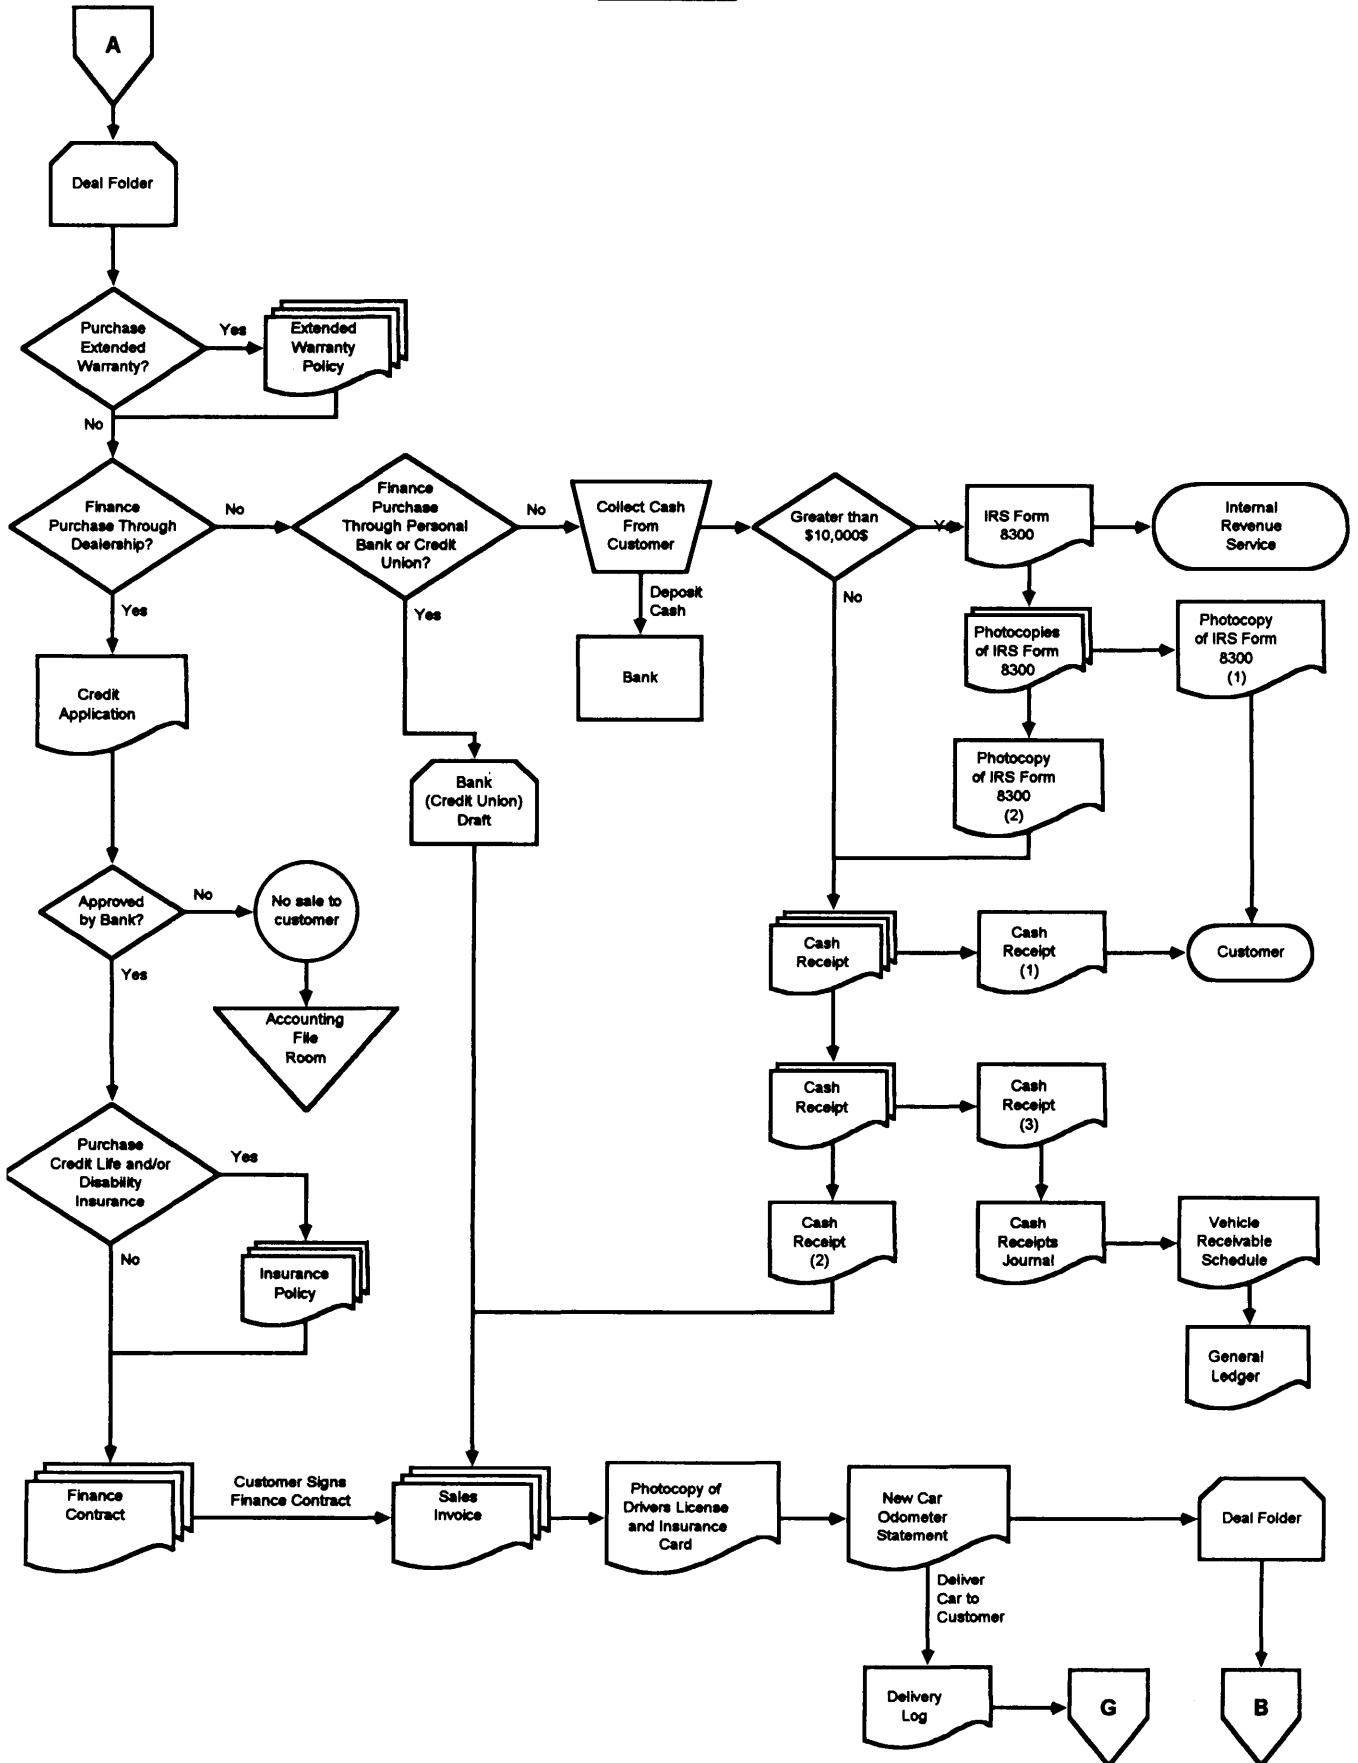 A
Deal Folder
Purchase
Extended
Warranty?
Yes
Extended
Warranty
Policy
No
Finance
Purchase Through
Dealership?
No
Finance
Purchase
Through Personal
Bank or Credit
Union?
No
Collect Cash
From
Customer
Greater than
$10,000$
IRS Form
8300
Internal
Revenue
Service
Yes
Yes
Deposit
Cash
No
Bank
Photocopies
of IRS Form
8300
Photocopy
of IRS Form
8300
(1)
Credit
Application
Bank
(Credit Union)
Draft
Photocopy
of IRS Form
8300
(2)
Approved
by Bank?
No
No sale to
customer
Yes
Accounting
File
Room
Cash
Receipt
Cash
Receipt
(1)
Customer
Cash
Receipt
Cash
Receipt
(3)
Purchase
Credit Life and/or
Disability
Insurance
Yes
No
Insurance
Policy
Cash
Receipt
(2)
Cash
Receipts
Journal
Vehicle
Receivable
Schedule
General
Ledger
Finance
Contract
Customer Signs
Finance Contract
Sales
Invoice
Photocopy of
Drivers License
and Insurance
Card
New Car
Odometer
Statement
Deal Folder
Deliver
Car to
Customer
Delivery
Log
G
B